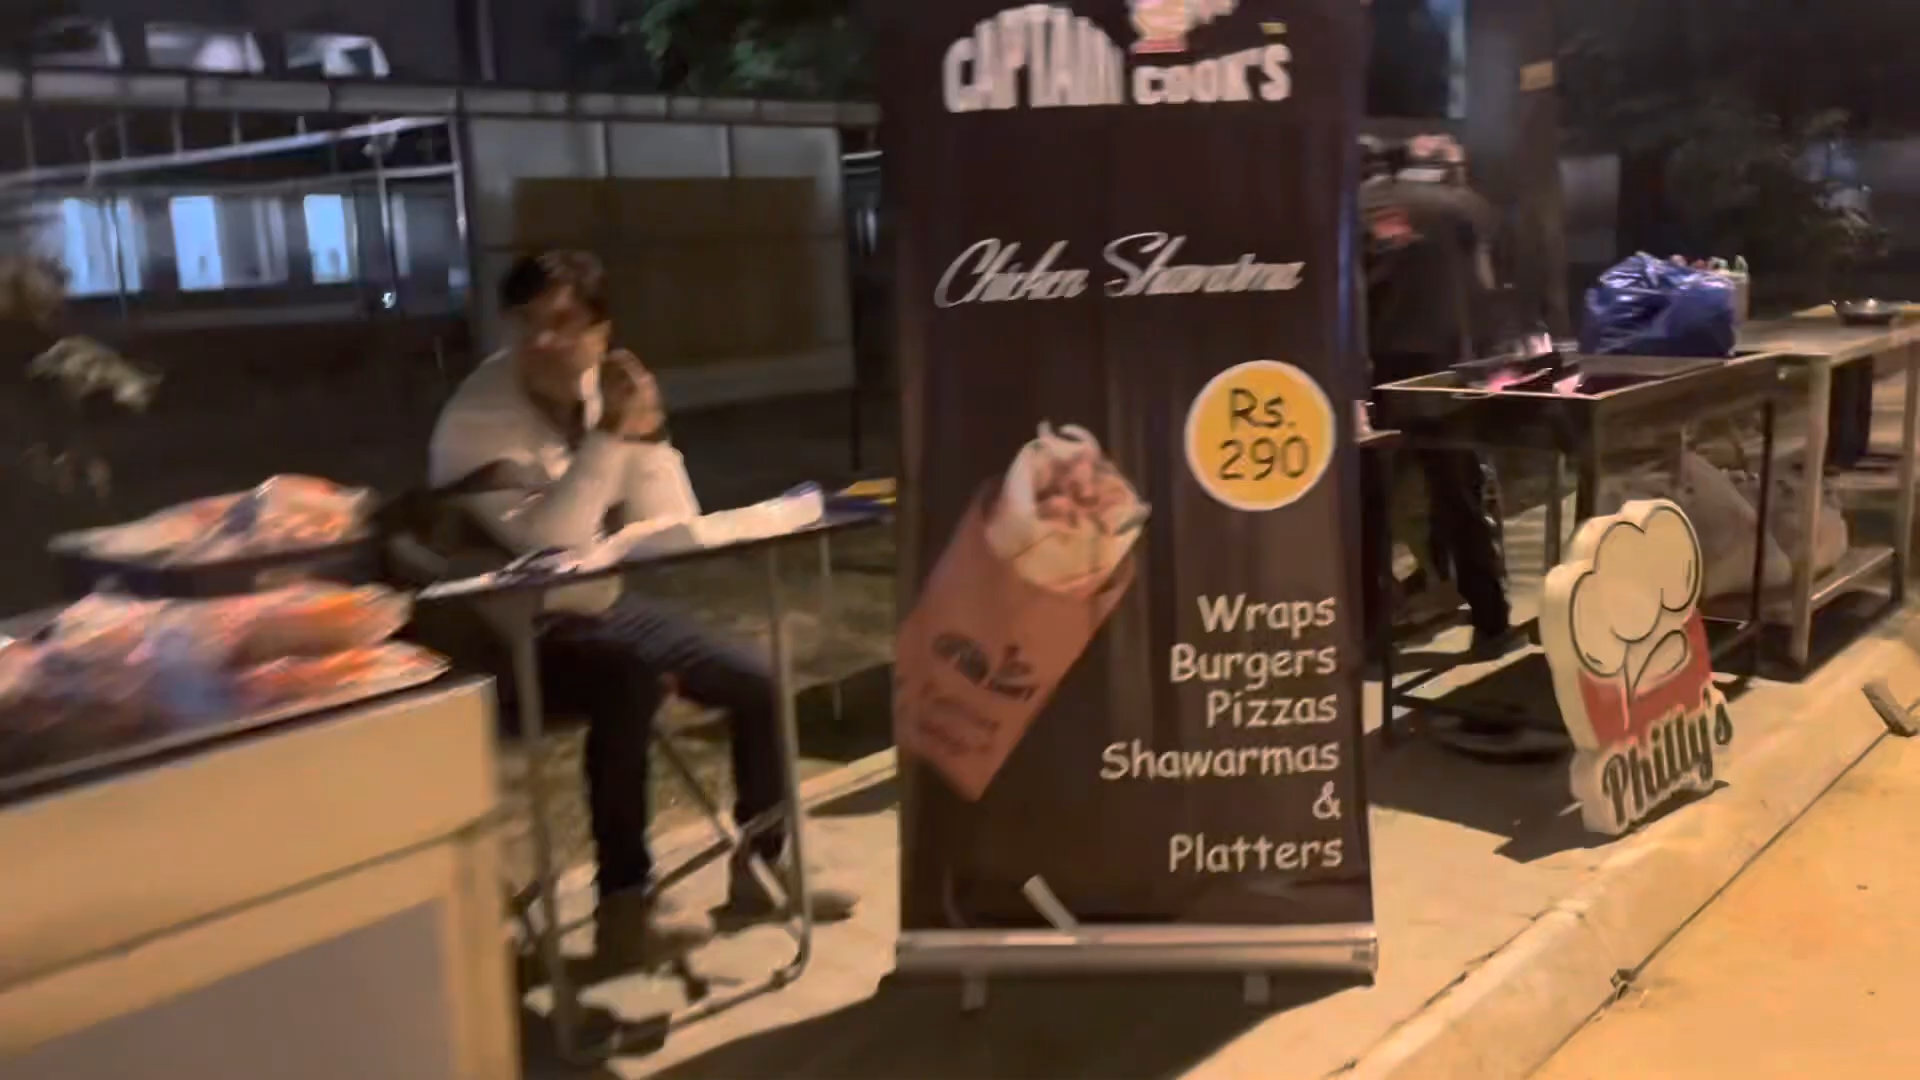 CAPTAIN COOK'S
Chicken Shawarma
Rs.
290
Wraps
Burgers
Pizzas
Shawarmas
&
Platters
Philly's